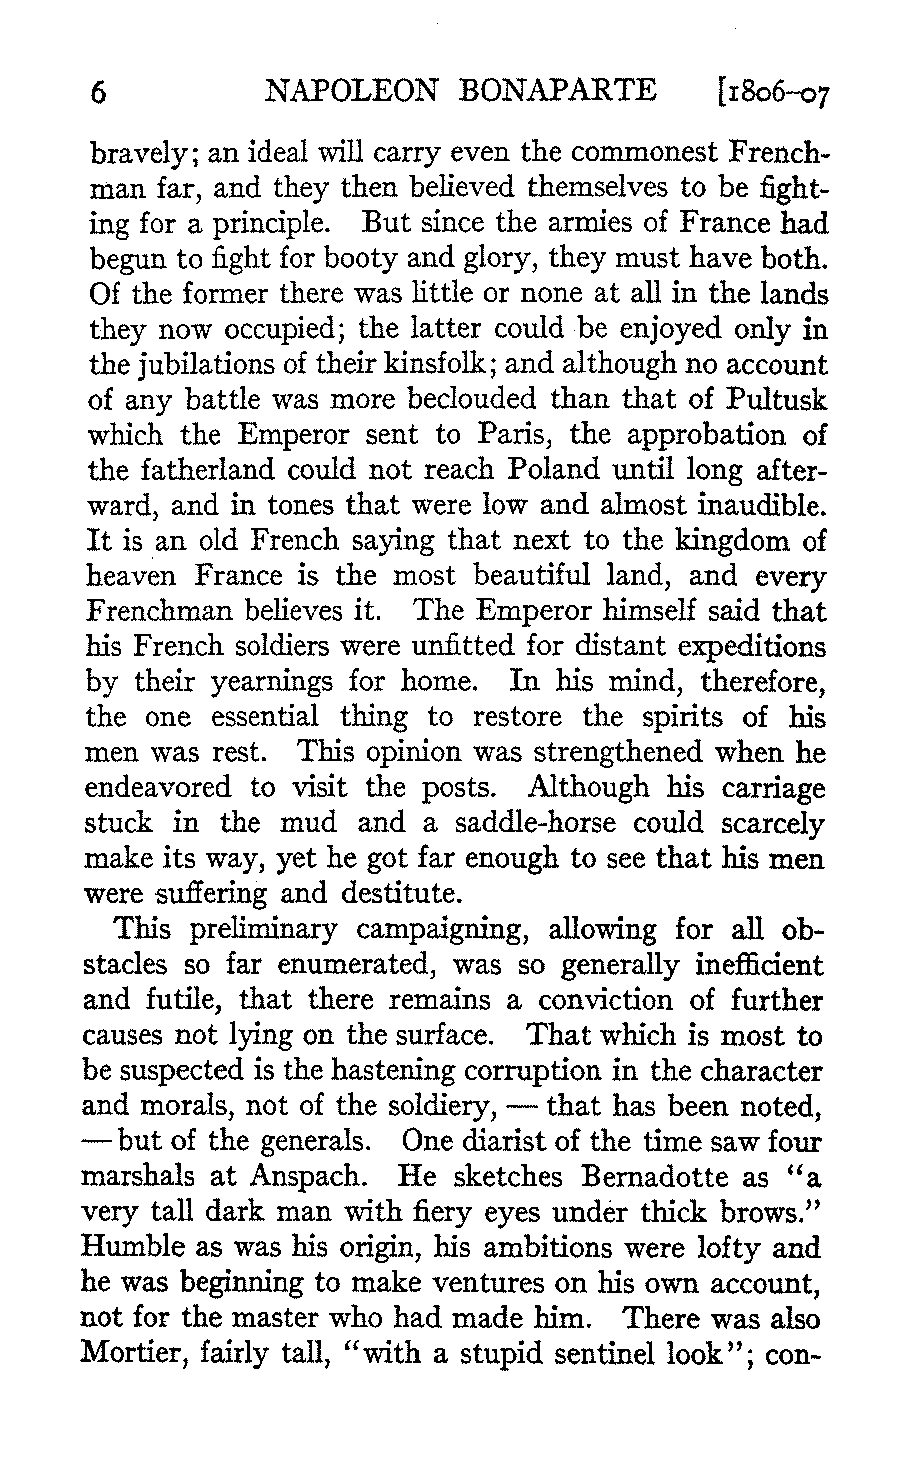 6 NAPOLEON BONAPARTE [1806–07
bravely; an ideal will carry even the commonest French-
man far, and they then believed themselves to be fight-
ing for a principle. But since the armies of France had
begun to fight for booty and glory, they must have both.
Of the former there was little or none at all in the lands
they now occupied; the latter could be enjoyed only in
the jubilations of their kinsfolk; and although no account
of any battle was more beclouded than that of Pultusk
which the Emperor sent to Paris, the approbation of
the fatherland could not reach Poland until long after-
ward, and in tones that were low and almost inaudible.
It is an old French saying that next to the kingdom of
heaven France is the most beautiful land, and every
Frenchman believes it. The Emperor himself said that
his French soldiers were unfitted for distant expeditions
by their yearnings for home. In his mind, therefore,
the one essential thing to restore the spirits of his
men was rest. This opinion was strengthened when he
endeavored to visit the posts. Although his carriage
stuck in the mud and a saddle-horse could scarcely
make its way, yet he got far enough to see that his men
were suffering and destitute.
This preliminary campaigning, allowing for all ob-
stacles so far enumerated, was so generally inefficient
and futile, that there remains a conviction of further
causes not lying on the surface. That which is most to
be suspected is the hastening corruption in the character
and morals, not of the soldiery, — that has been noted,
— but of the generals. One diarist of the time saw four
marshals at Anspach. He sketches Bernadotte as "a
very tall dark man with fiery eyes under thick brows."
Humble as was his origin, his ambitions were lofty and
he was beginning to make ventures on his own account,
not for the master who had made him. There was also
Mortier, fairly tall, "with a stupid sentinel look"; con-